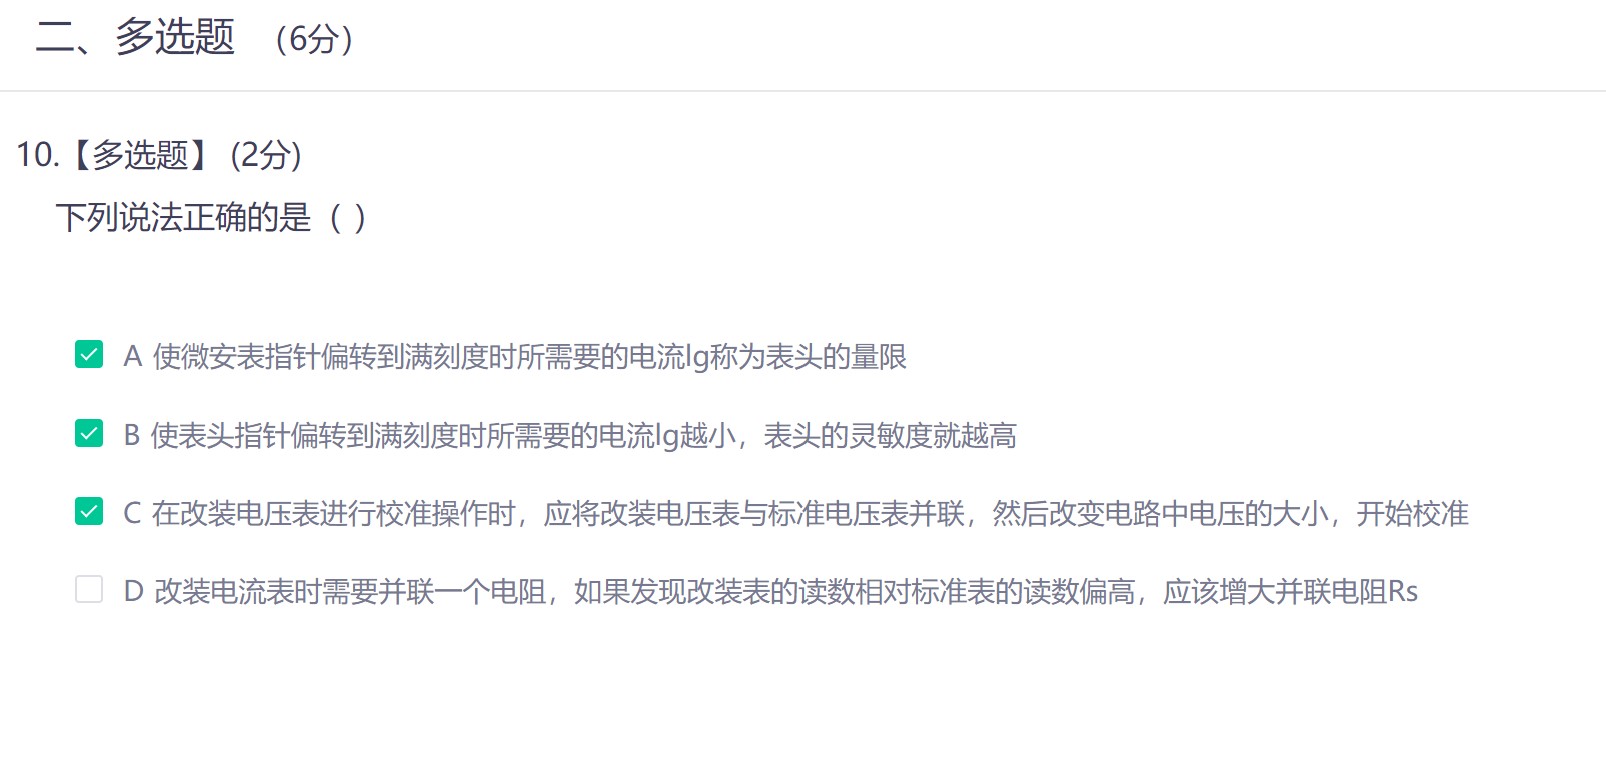 二、多选题 （6分）
10.【多选题】 (2分)
下列说法正确的是（ ）
A 使微安表指针偏转到满刻度时所需要的电流lg称为表头的量限
B 使表头指针偏转到满刻度时所需要的电流lg越小，表头的灵敏度就越高
C 在改装电压表进行校准操作时，应将改装电压表与标准电压表并联，然后改变电路中电压的大小，开始校准
D 改装电流表时需要并联一个电阻，如果发现改装表的读数相对标准表的读数偏高，应该增大并联电阻Rs